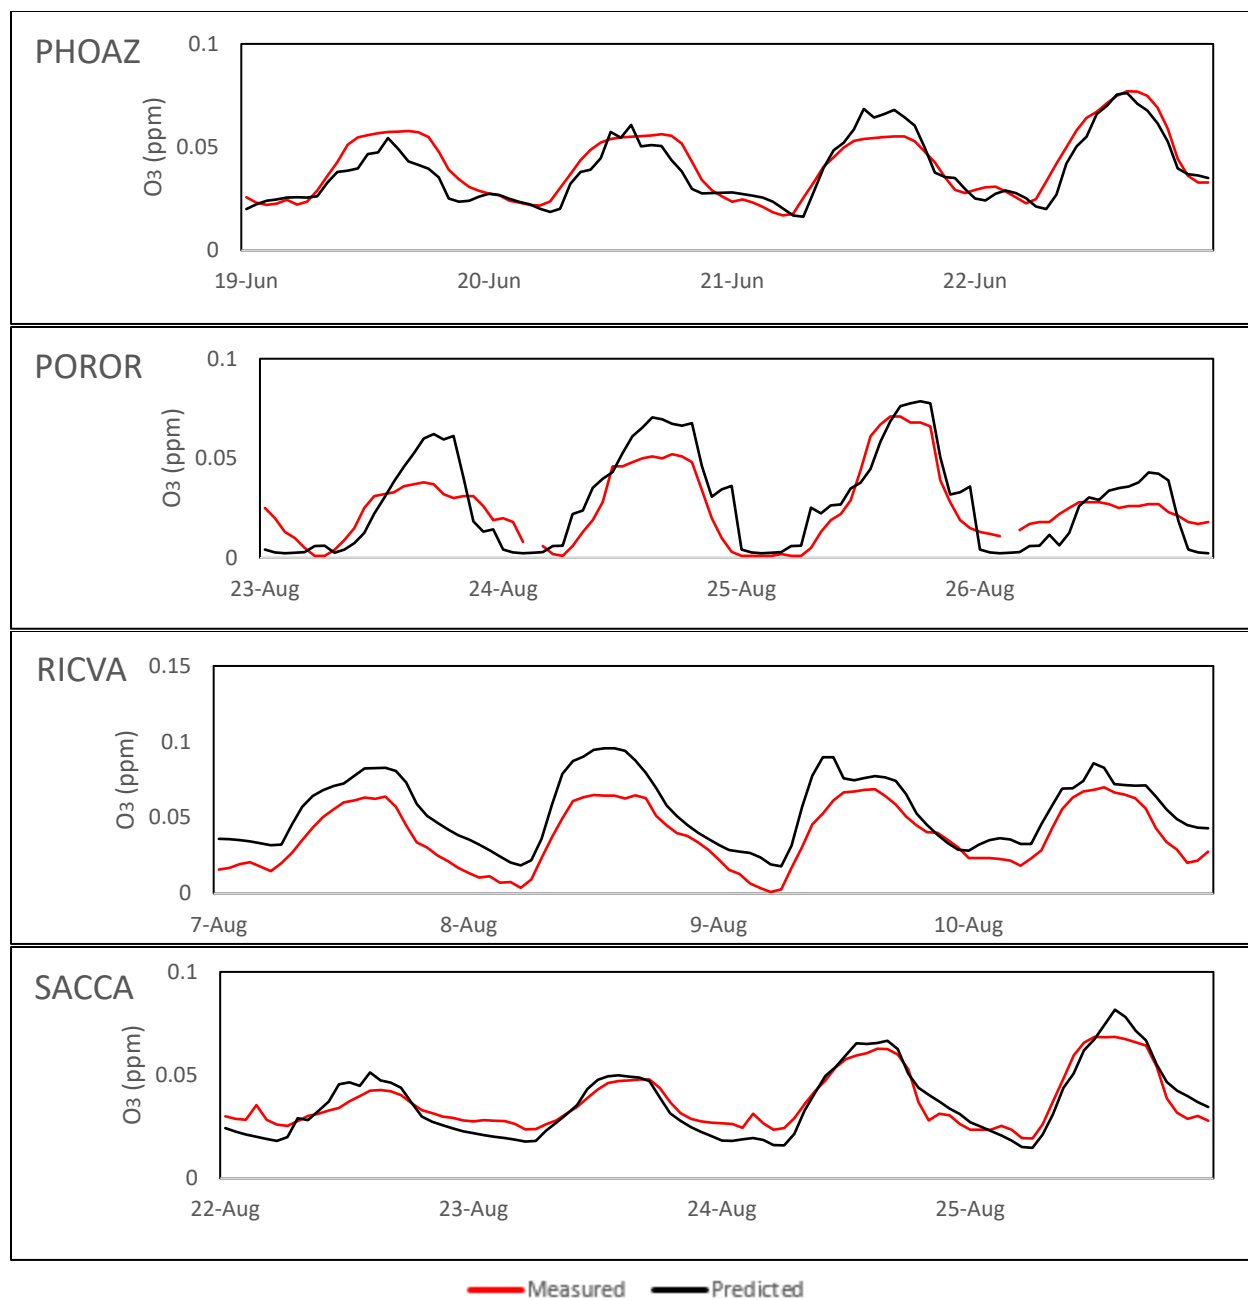 PHOAZ
0.1
O3 (ppm)
0.05
0
19-Jun 20-Jun 21-Jun 22-Jun
POROR
0.1
O3 (ppm)
0.05
0
23-Aug 24-Aug 25-Aug 26-Aug
RICVA
0.15
O3 (ppm)
0.1
0.05
0
7-Aug 8-Aug 9-Aug 10-Aug
SACCA
0.1
O3 (ppm)
0.05
0
22-Aug 23-Aug 24-Aug 25-Aug
Measured Predicted